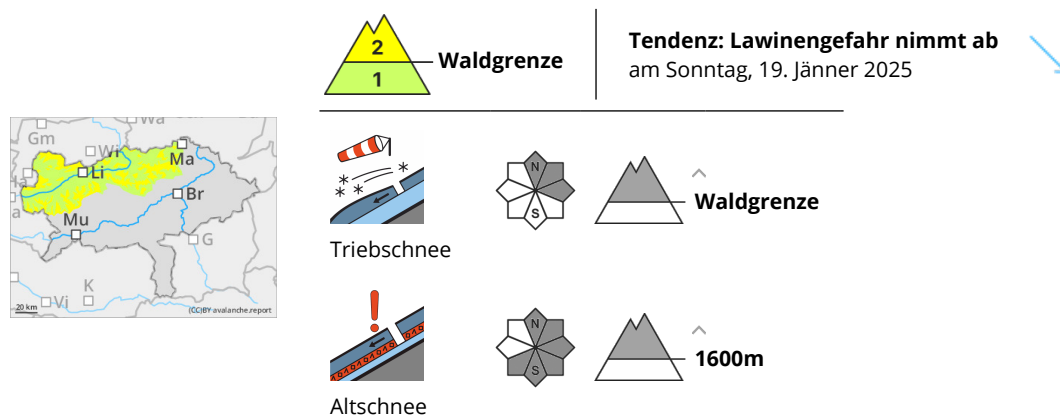 2
1
Waldgrenze
Tendenz: Lawinengefahr nimmt ab
am Sonntag, 19. Jänner 2025
Wa
Gm
Wi
Ma
Li
Br
Mu
G
K
Vi
20 km
(CC)BY avalanche.report
N
S
Waldgrenze
Triebschnee
N
S
1600m
Altschnee